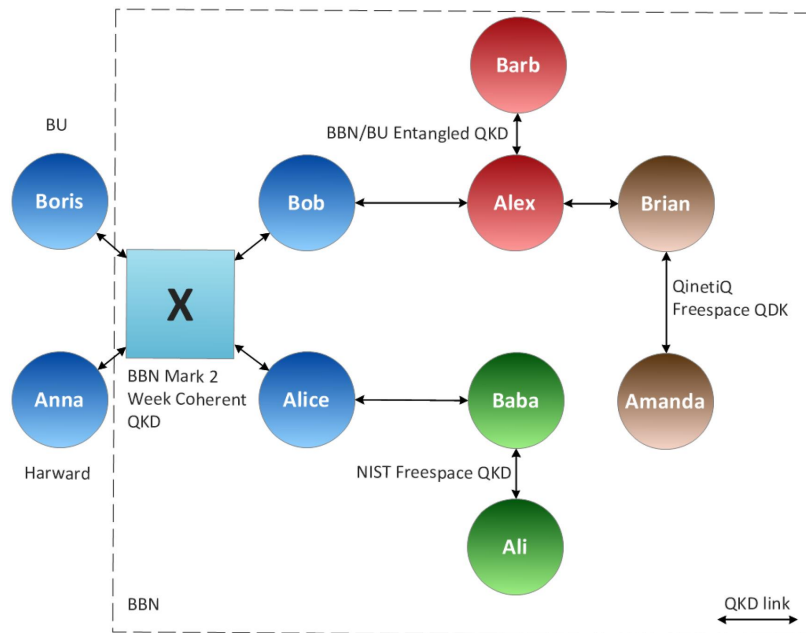 Barb
BU
BBN/BU Entangled QKD
Boris
Bob
Alex
Brian
X
QinetiQ
Freespace QDK
BBN Mark 2
Week Coherent
QKD
Anna
Alice
Baba
Amanda
Harward
NIST Freespace QKD
Ali
BBN
QKD link